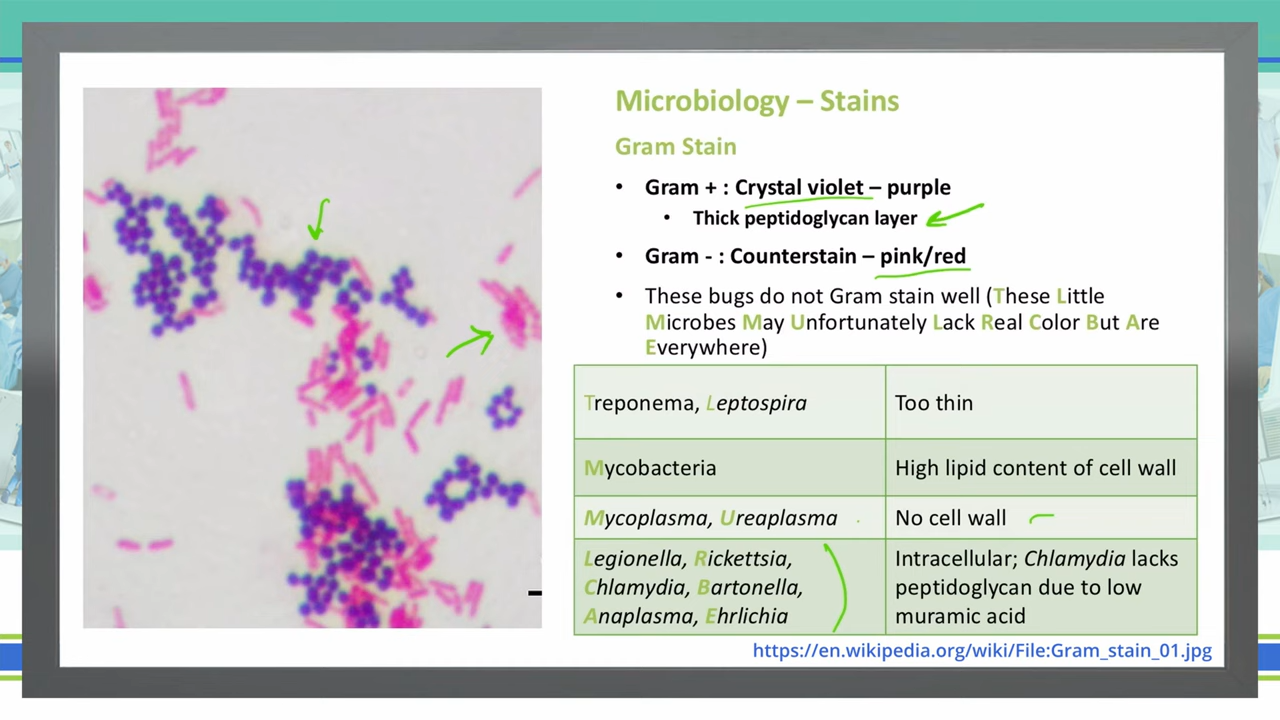 Microbiology – Stains
Gram Stain
• Gram + : Crystal violet – purple
• Thick peptidoglycan layer
• Gram - : Counterstain – pink/red
• These bugs do not Gram stain well (These Little
Microbes May Unfortunately Lack Real Color But Are
Everywhere)
Treponema, Leptospira
Too thin
Mycobacteria
High lipid content of cell wall
Mycoplasma, Ureaplasma
No cell wall
Legionella, Rickettsia,
Chlamydia, Bartonella,
Anaplasma, Ehrlichia
Intracellular; Chlamydia lacks
peptidoglycan due to low
muramic acid
https://en.wikipedia.org/wiki/File:Gram_stain_01.jpg